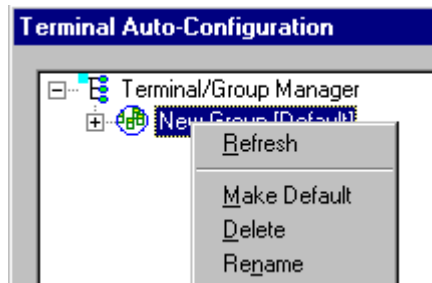 Terminal Auto-Configuration
Terminal/Group Manager
New Group [Default]
Refresh
Make Default
Delete
Rename